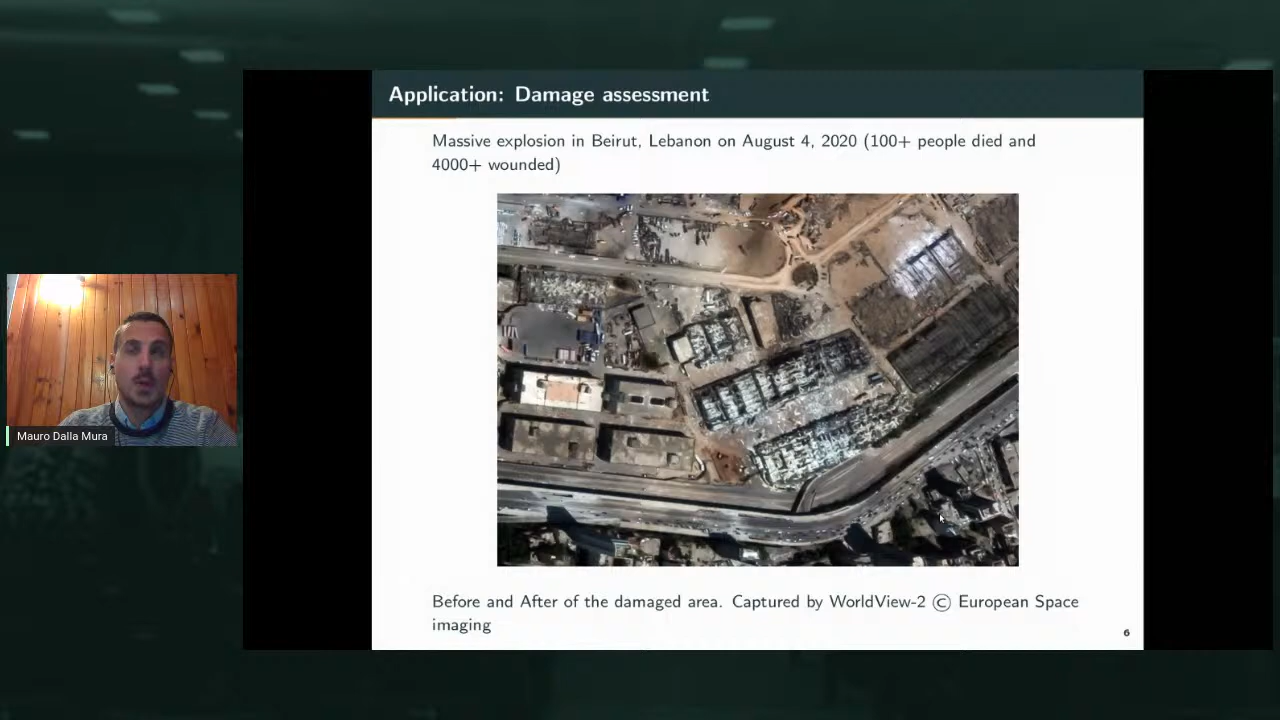 Application: Damage assessment
Massive explosion in Beirut, Lebanon on August 4, 2020 (100+ people died and
4000+ wounded)
Mauro Dalla Mura
Before and After of the damaged area. Captured by WorldView-2 © European Space
imaging
6